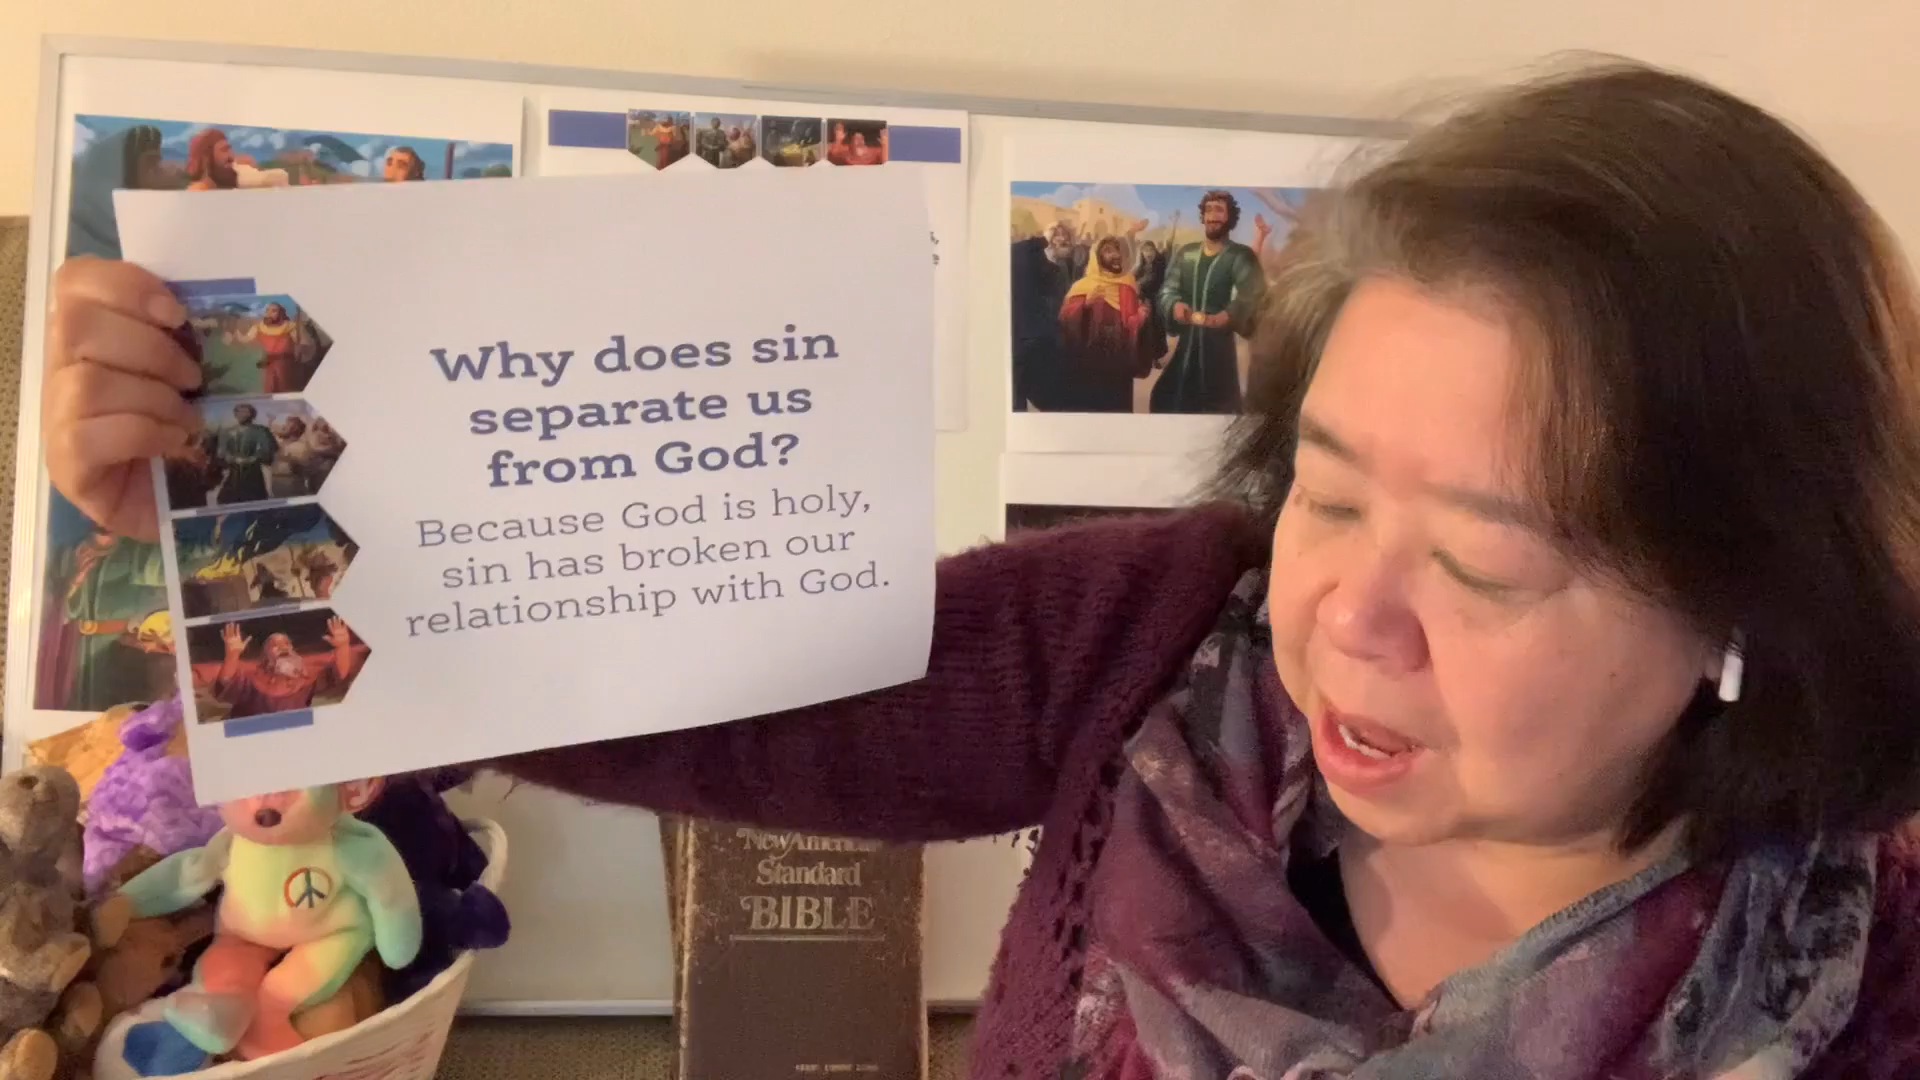 Why does sin
separate us
from God?
Because God is holy,
sin has broken our
relationship with God.
New American
Standard
BIBLE